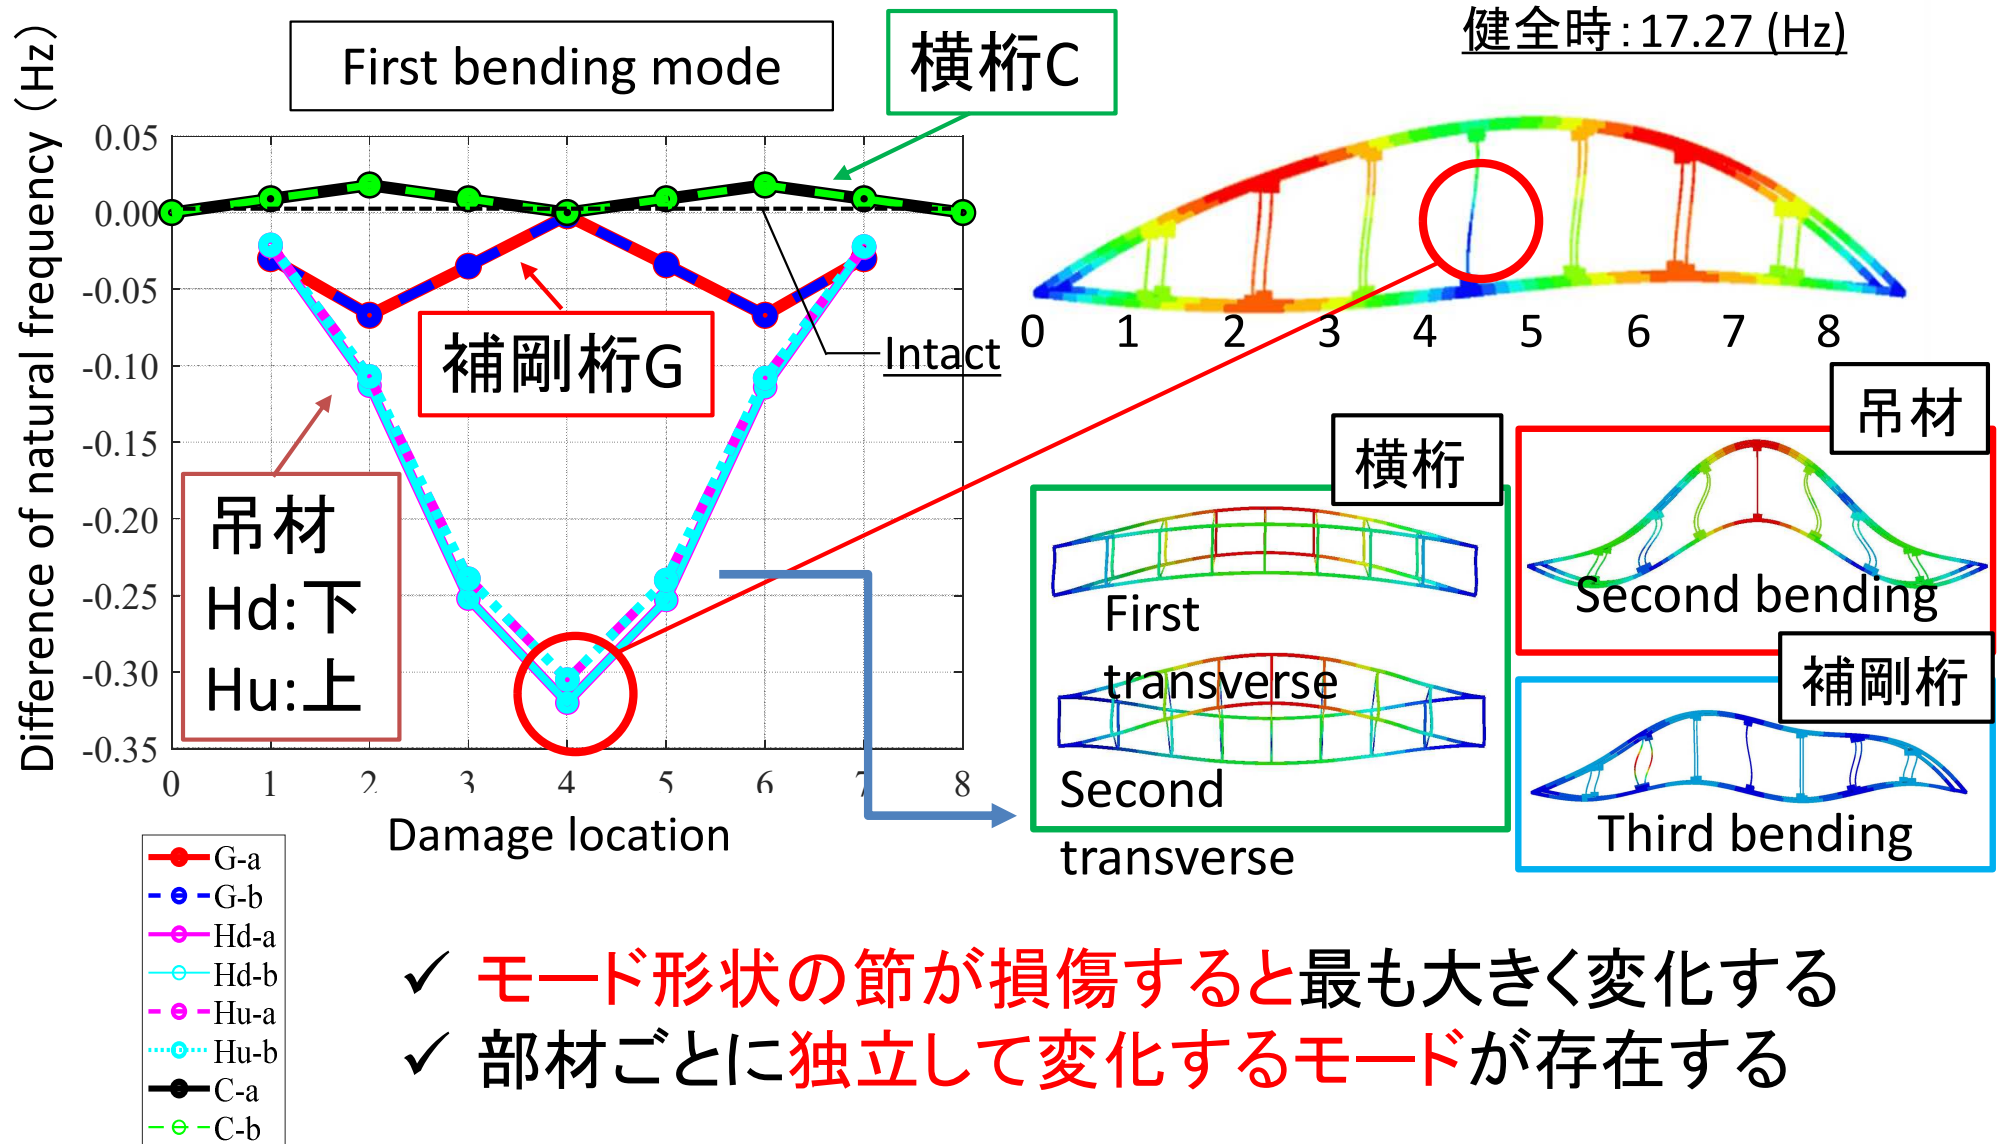 First bending mode
横桁C
健全時：17.27 (Hz)
Difference of natural frequency（Hz）
0.05
0.00
-0.05
-0.10
-0.15
-0.20
-0.25
-0.30
-0.35
0 1 2 3 4 5 6 7 8
Damage location
Intact
補剛桁G
吊材
Hd:下
Hu:上
0 1 2 3 4 5 6 7 8
横桁
First
transverse
Second
transverse
吊材
Second bending
補剛桁
Third bending
G-a
G-b
Hd-a
Hd-b
Hu-a
Hu-b
C-a
C-b
✓ モード形状の節が損傷すると最も大きく変化する
✓ 部材ごとに独立して変化するモードが存在する